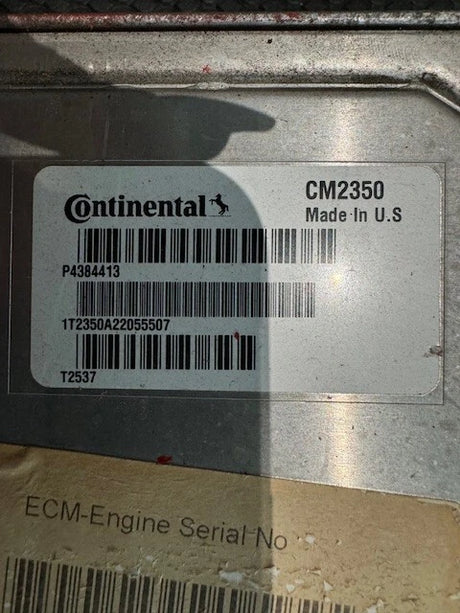 Continental
CM2350
Made In U.S
P4384413
1T2350A22055507
T2537
ECM-Engine Serial No